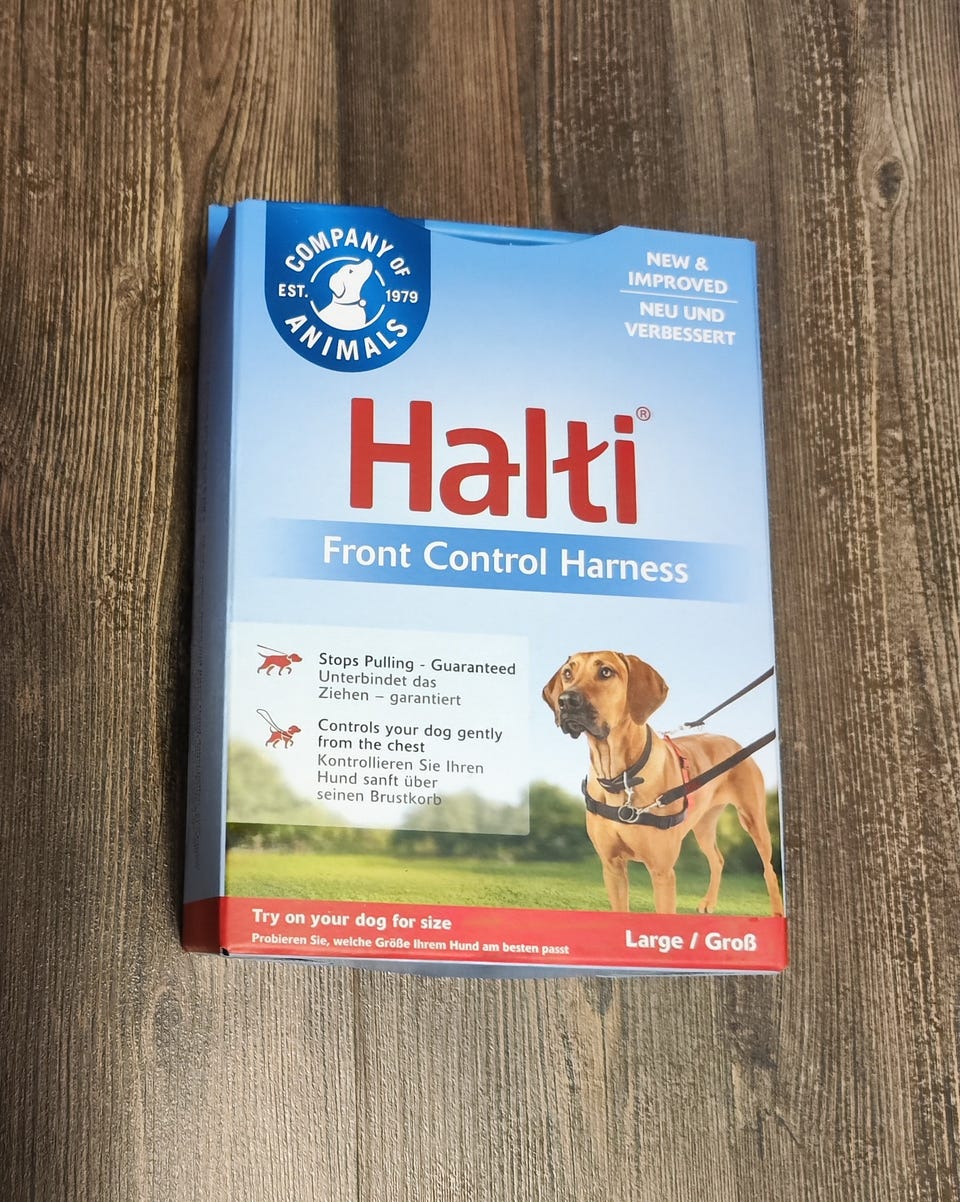 COMPANY OF
EST. 1979
ANIMALS
NEW &
IMPROVED
NEU UND
VERBESSERT
Halti®
Front Control Harness
Stops Pulling - Guaranteed
Unterbindet das
Ziehen – garantiert
Controls your dog gently
from the chest
Kontrollieren Sie Ihren
Hund sanft über
seinen Brustkorb
Try on your dog for size
Probieren Sie, welche Größe Ihrem Hund am besten passt
Large / Groß